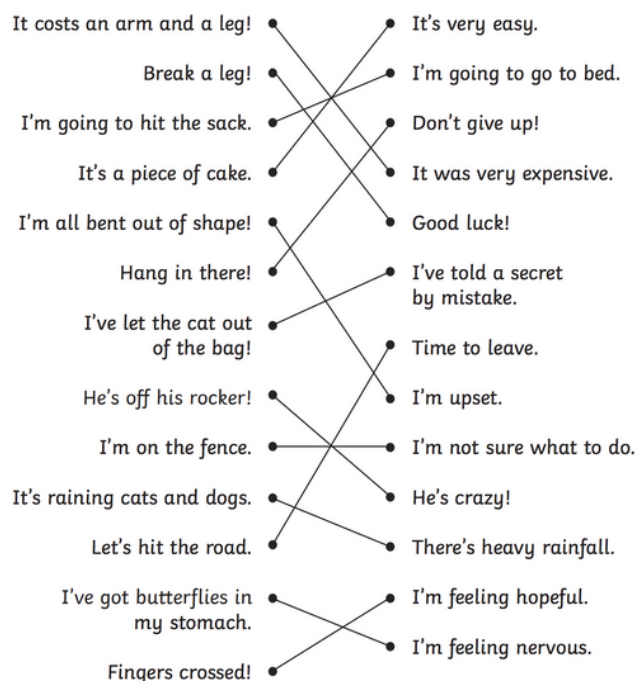 It costs an arm and a leg!
It's very easy.
Break a leg!
I'm going to go to bed.
I'm going to hit the sack.
Don't give up!
It's a piece of cake.
It was very expensive.
I'm all bent out of shape!
Good luck!
Hang in there!
I've told a secret
by mistake.
I've let the cat out
of the bag!
Time to leave.
He's off his rocker!
I'm upset.
I'm on the fence.
I'm not sure what to do.
It's raining cats and dogs.
He's crazy!
Let's hit the road.
There's heavy rainfall.
I've got butterflies in
my stomach.
I'm feeling hopeful.
I'm feeling nervous.
Fingers crossed!